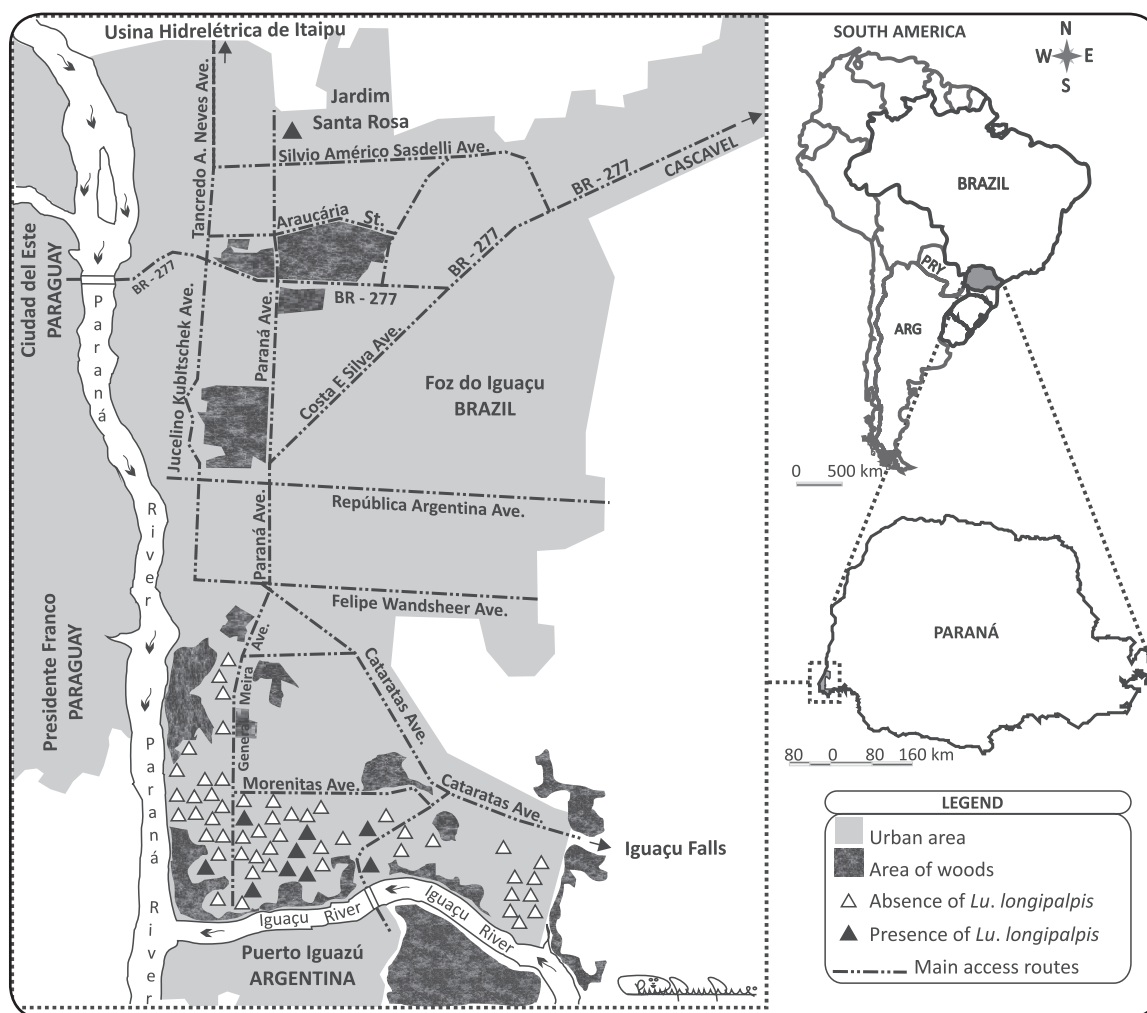 Usina Hidrelétrica de Itaipu
Tancredo A. Neves Ave.
Jardim
Santa Rosa
Silvio Américo Sasdelli Ave.
BR - 277
CASCAVEL
Araucária St.
BR - 277
BR - 277
BR - 277
Ciudad del Este
PARAGUAY
Paraná
River
Paraná
River
Jucelino Kubltschek Ave.
Paraná Ave.
Costa E Silva Ave.
Foz do Iguaçu
BRAZIL
República Argentina Ave.
Paraná Ave.
Felipe Wandsheer Ave.
Presidente Franco
PARAGUAY
General Meira Ave.
Cataratas Ave.
Morenitas Ave.
Cataratas Ave.
Iguaçu Falls
Iguaçu River
Iguaçu River
Puerto Iguazú
ARGENTINA
SOUTH AMERICA
N
W E
S
BRAZIL
PRY
ARG
0 500 km
PARANÁ
80 0 80 160 km
LEGEND
Urban area
Area of woods
Absence of Lu. longipalpis
Presence of Lu. longipalpis
Main access routes